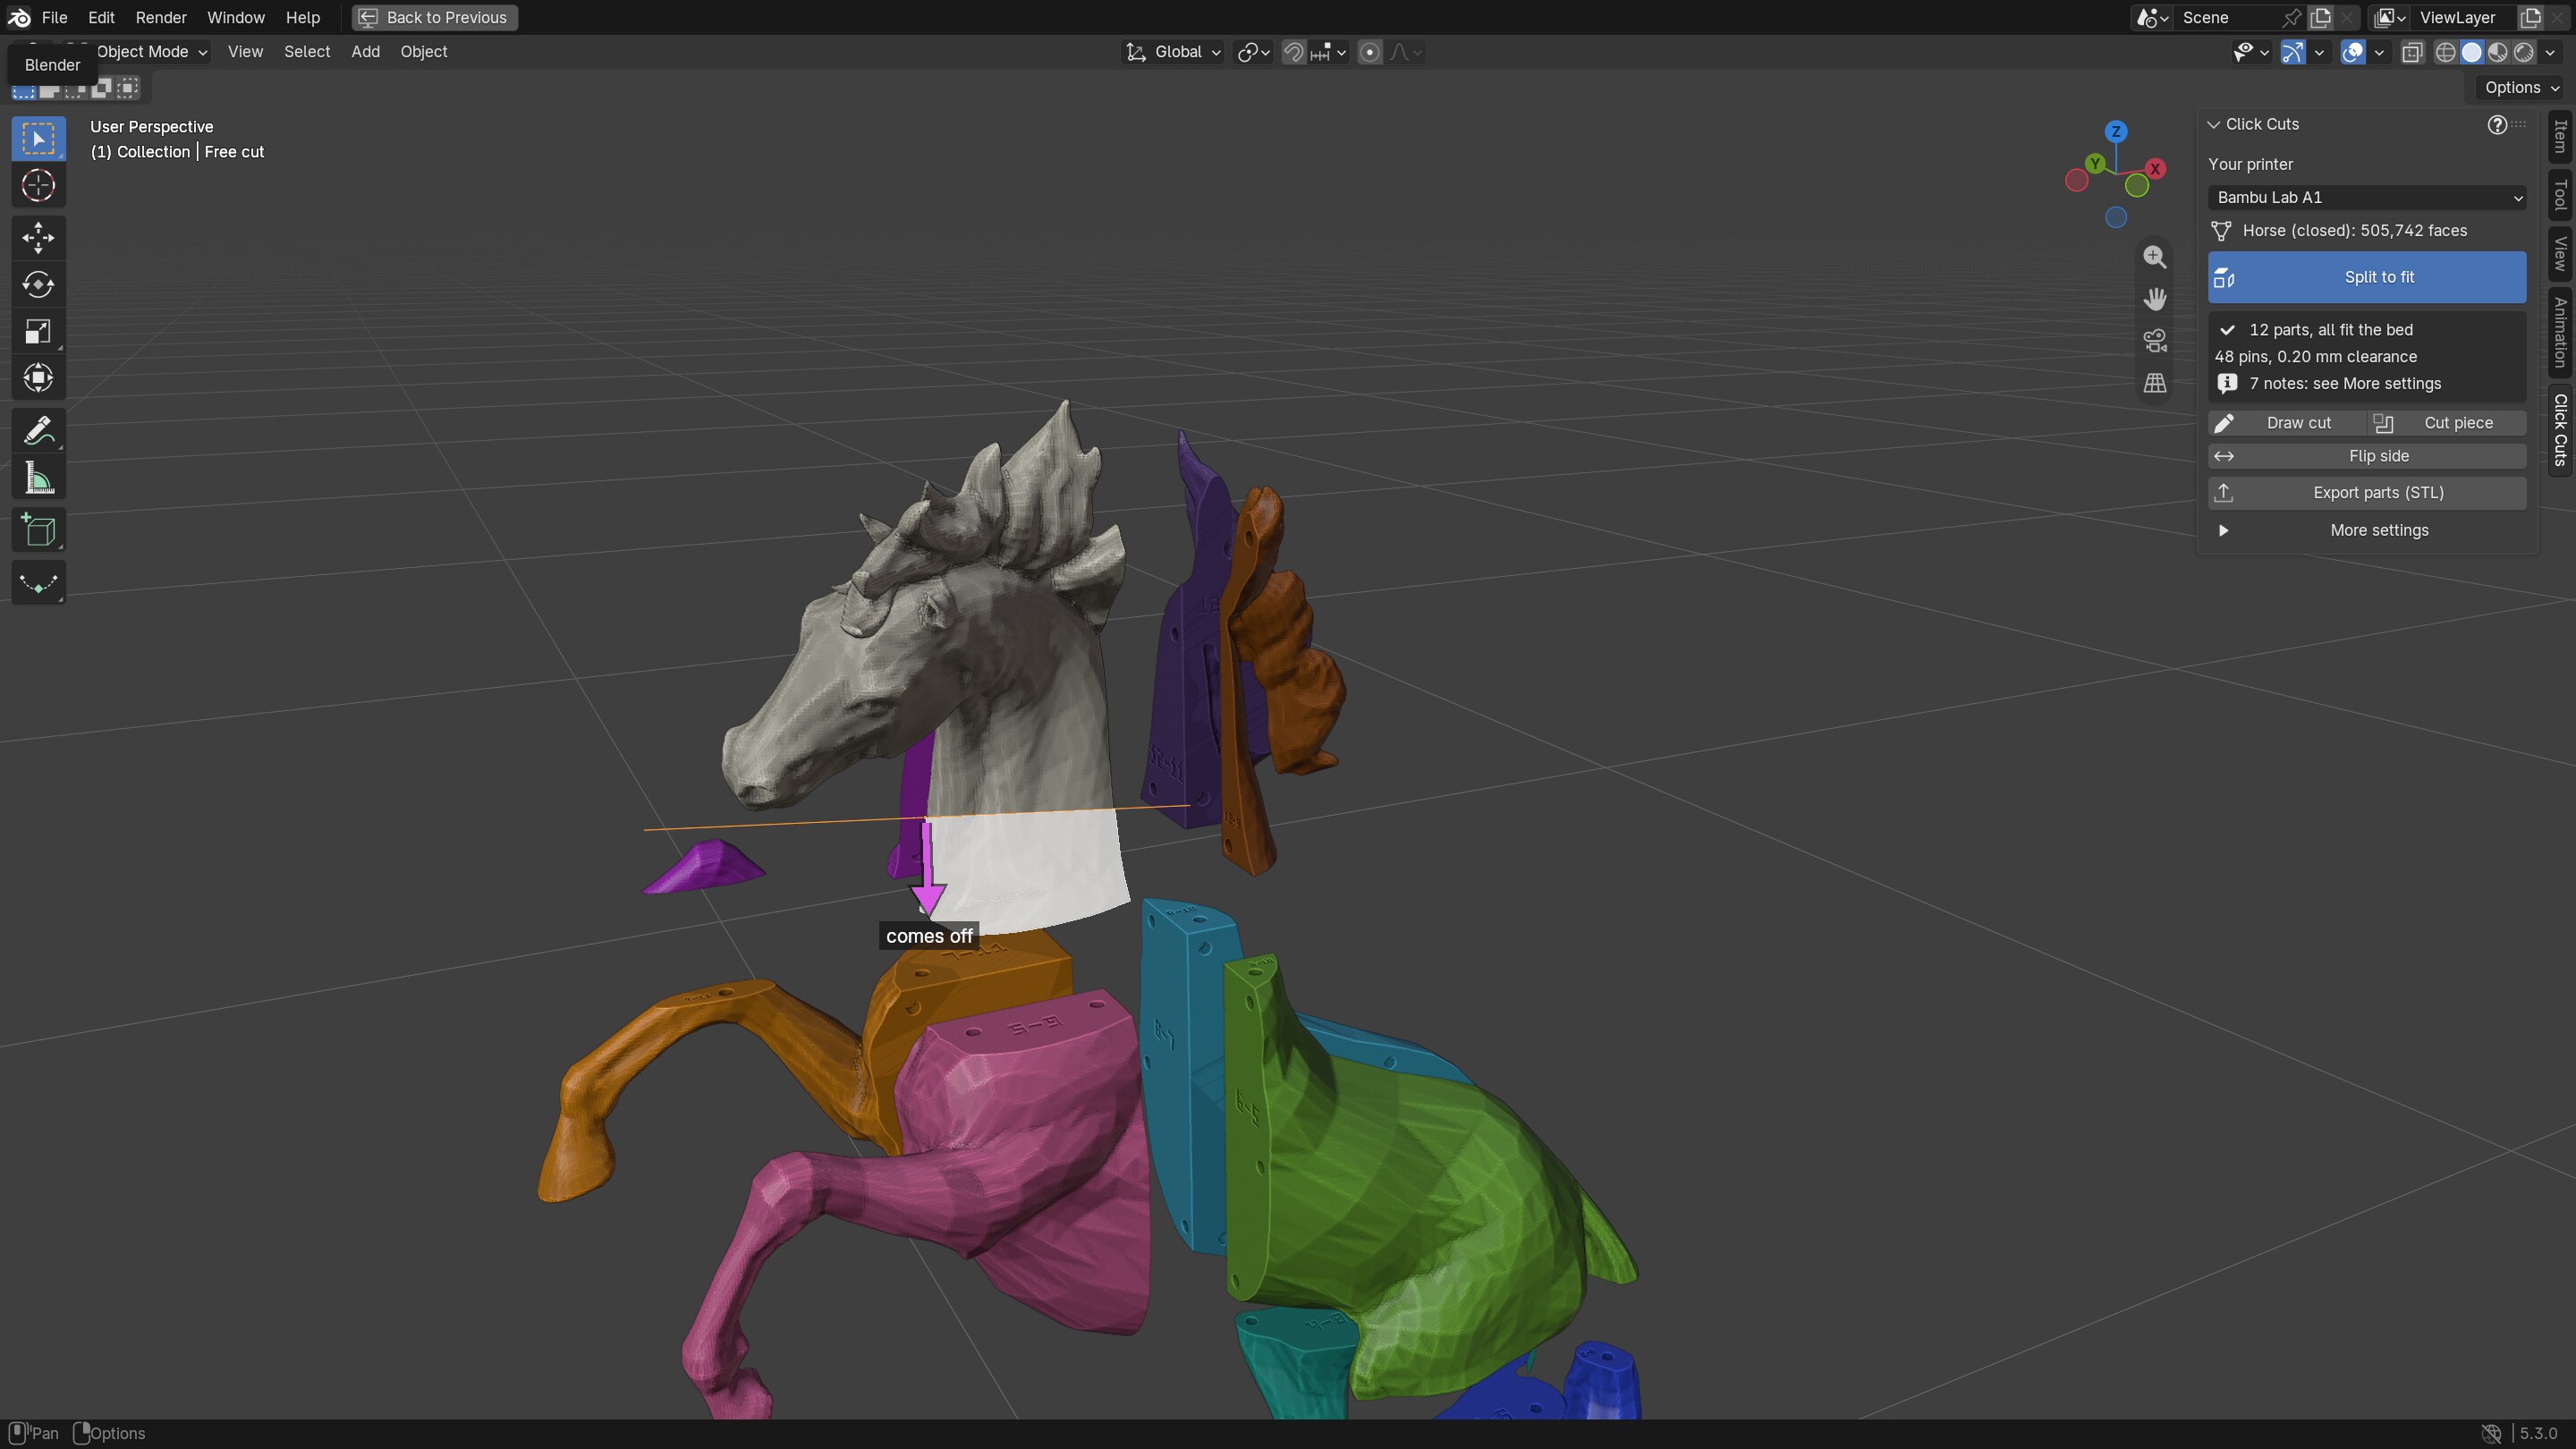 File Edit Render Window Help Back to Previous Scene ViewLayer
Object Mode View Select Add Object Global
Blender
Options
User Perspective
(1) Collection | Free cut
Z
Y
X
Click Cuts
Your printer
Bambu Lab A1
Horse (closed): 505,742 faces
Split to fit
12 parts, all fit the bed
48 pins, 0.20 mm clearance
7 notes: see More settings
Draw cut Cut piece
Flip side
Export parts (STL)
More settings
Item
Tool
View
Animation
Click Cuts
12-11
comes off
Pan Options 5.3.0